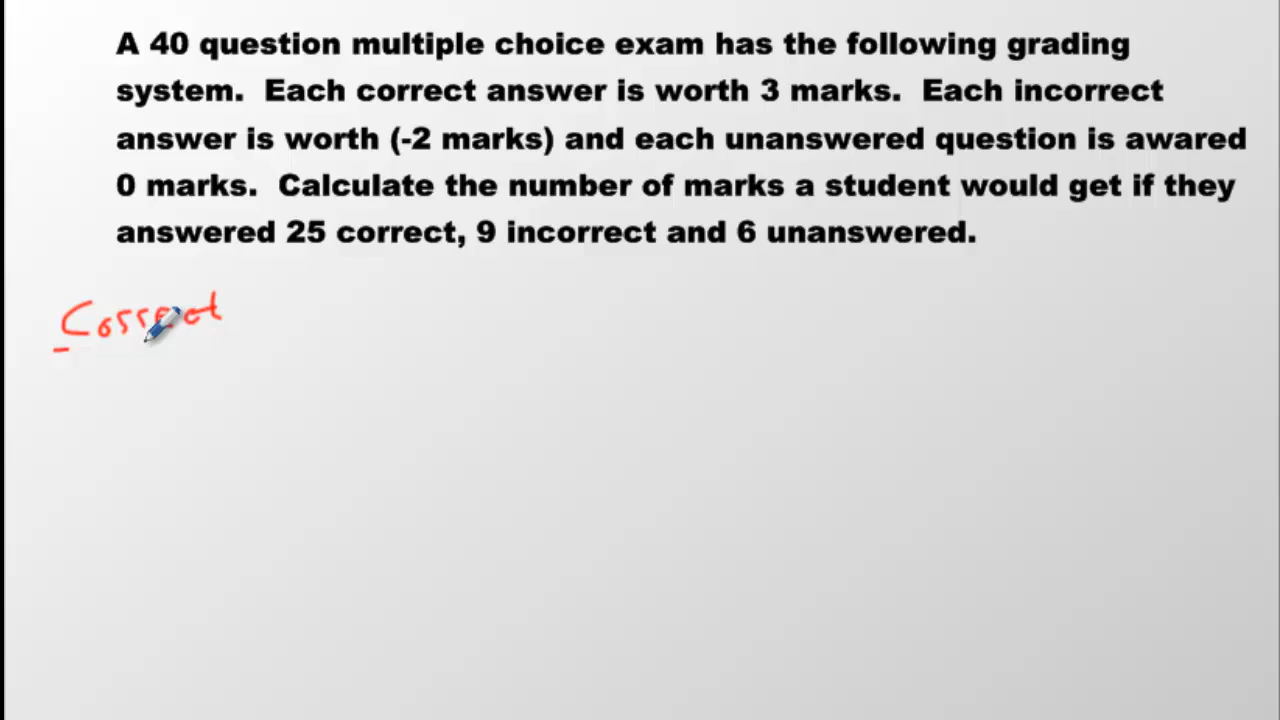 A 40 question multiple choice exam has the following grading
system. Each correct answer is worth 3 marks. Each incorrect
answer is worth (-2 marks) and each unanswered question is awared
0 marks. Calculate the number of marks a student would get if they
answered 25 correct, 9 incorrect and 6 unanswered.
Correct